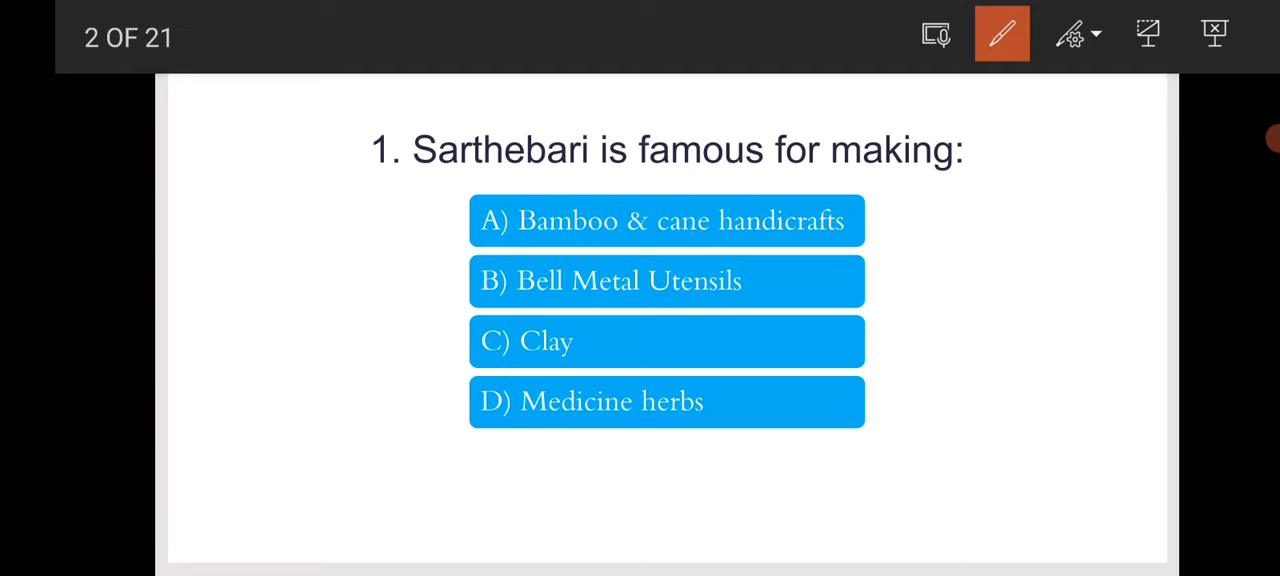 2 OF 21
1. Sarthebari is famous for making:
A) Bamboo & cane handicrafts
B) Bell Metal Utensils
C) Clay
D) Medicine herbs